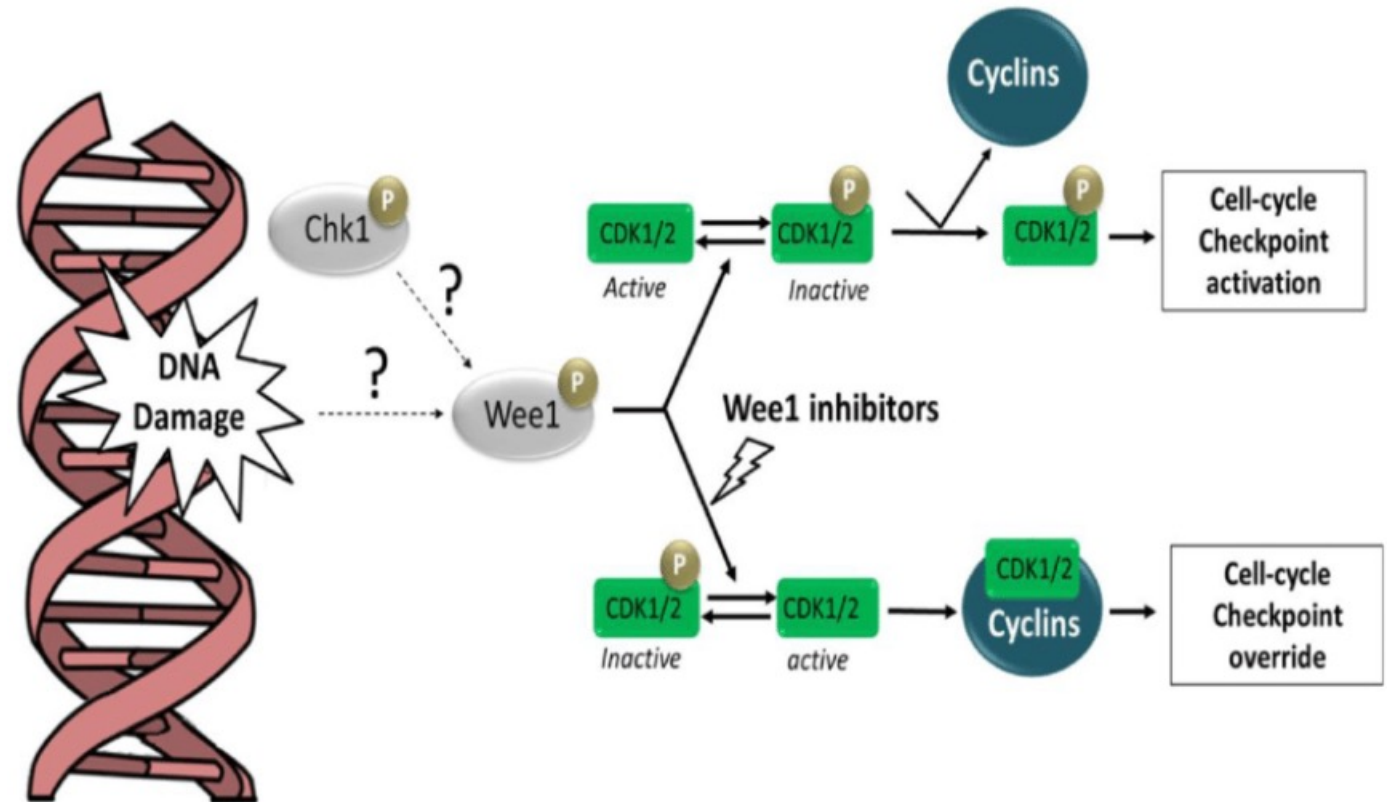 Cyclins
P
Chk1
P
CDK1/2
CDK1/2
P
CDK1/2
Active
Inactive
Cell-cycle
Checkpoint
activation
?
?
DNA
Damage
P
Wee1
Wee1 inhibitors
P
CDK1/2
CDK1/2
CDK1/2
Cyclins
Inactive
active
Cell-cycle
Checkpoint
override